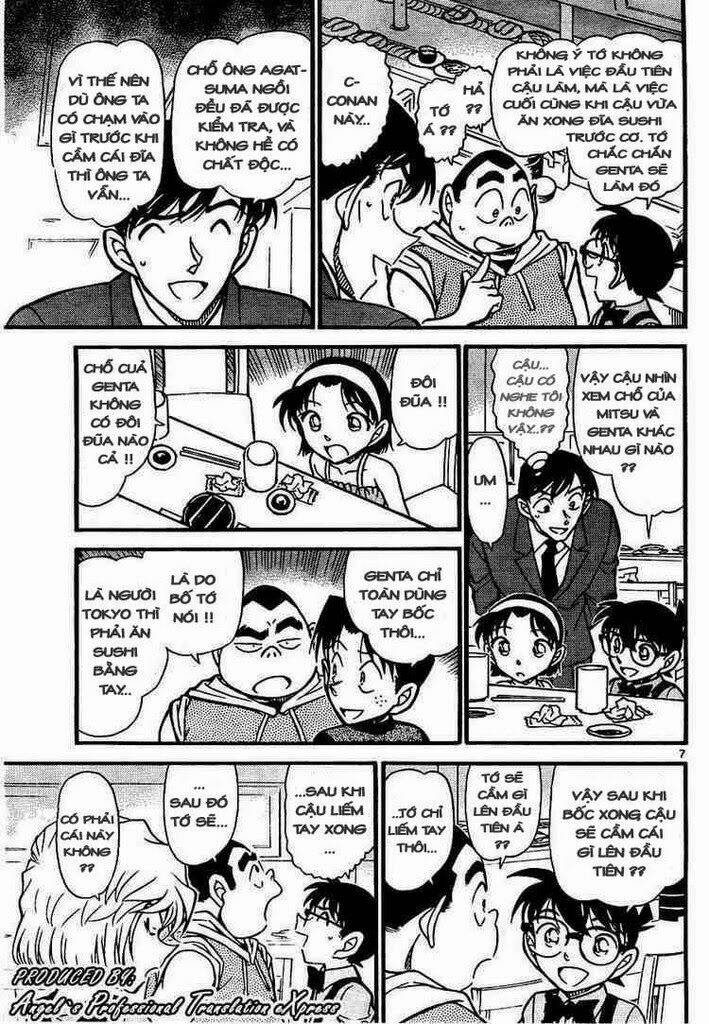 KHÔNG Ý TỚ KHÔNG
PHẢI LÀ VIỆC ĐẦU TIÊN
CẬU LÀM, MÀ LÀ VIỆC
CUỐI CÙNG KHI CẬU VỪA
ĂN XONG ĐĨA SUSHI
TRƯỚC CƠ. TỚ
CHẮC CHẮN
GENTA SẼ
LÀM ĐÓ
HẢ
??
TỚ
Á ??
C-
CONAN
NÀY...
CHỖ ÔNG AGAT-
SUMA NGỒI
ĐỀU ĐÃ ĐƯỢC
KIỂM TRA, VÀ
KHÔNG HỀ CÓ
CHẤT ĐỘC...
VÌ THẾ NÊN
DÙ ÔNG TA
CÓ CHẠM VÀO
GÌ TRƯỚC KHI
CẦM CÁI ĐĨA
THÌ ÔNG TA
VẪN...
VẬY CẬU NHÌN
XEM CHỖ CỦA
MITSU VÀ
GENTA KHÁC
NHAU GÌ NÀO
??
CẬU...
CẬU CÓ
NGHE TÔI
KHÔNG
VẬY..??
ƯM
...
ĐÔI
ĐŨA !!
CHỖ CUẢ
GENTA
KHÔNG
CÓ ĐÔI
ĐŨA NÀO
CẢ !!
GENTA CHỈ
TOÀN DÙNG
TAY BỐC
THÔI...
LÀ DO
BỐ TỚ
NÓI !!
LÀ NGƯỜI
TOKYO THÌ
PHẢI ĂN
SUSHI
BẰNG
TAY...
7
VẬY SAU KHI
BỐC XONG CẬU
SẼ CẦM CÁI
GÌ LÊN ĐẦU
TIÊN ??
TỚ SẼ
CẦM GÌ
LÊN ĐẦU
TIÊN À
??
...TỚ CHỈ
LIẾM TAY
THÔI...
...SAU KHI
CẬU LIẾM
TAY XONG
...
...
SAU ĐÓ
TỚ SẼ...
CÓ PHẢI
CÁI NÀY
KHÔNG
??
PRODUCED BY:
Angel's Professional Translation eXpress